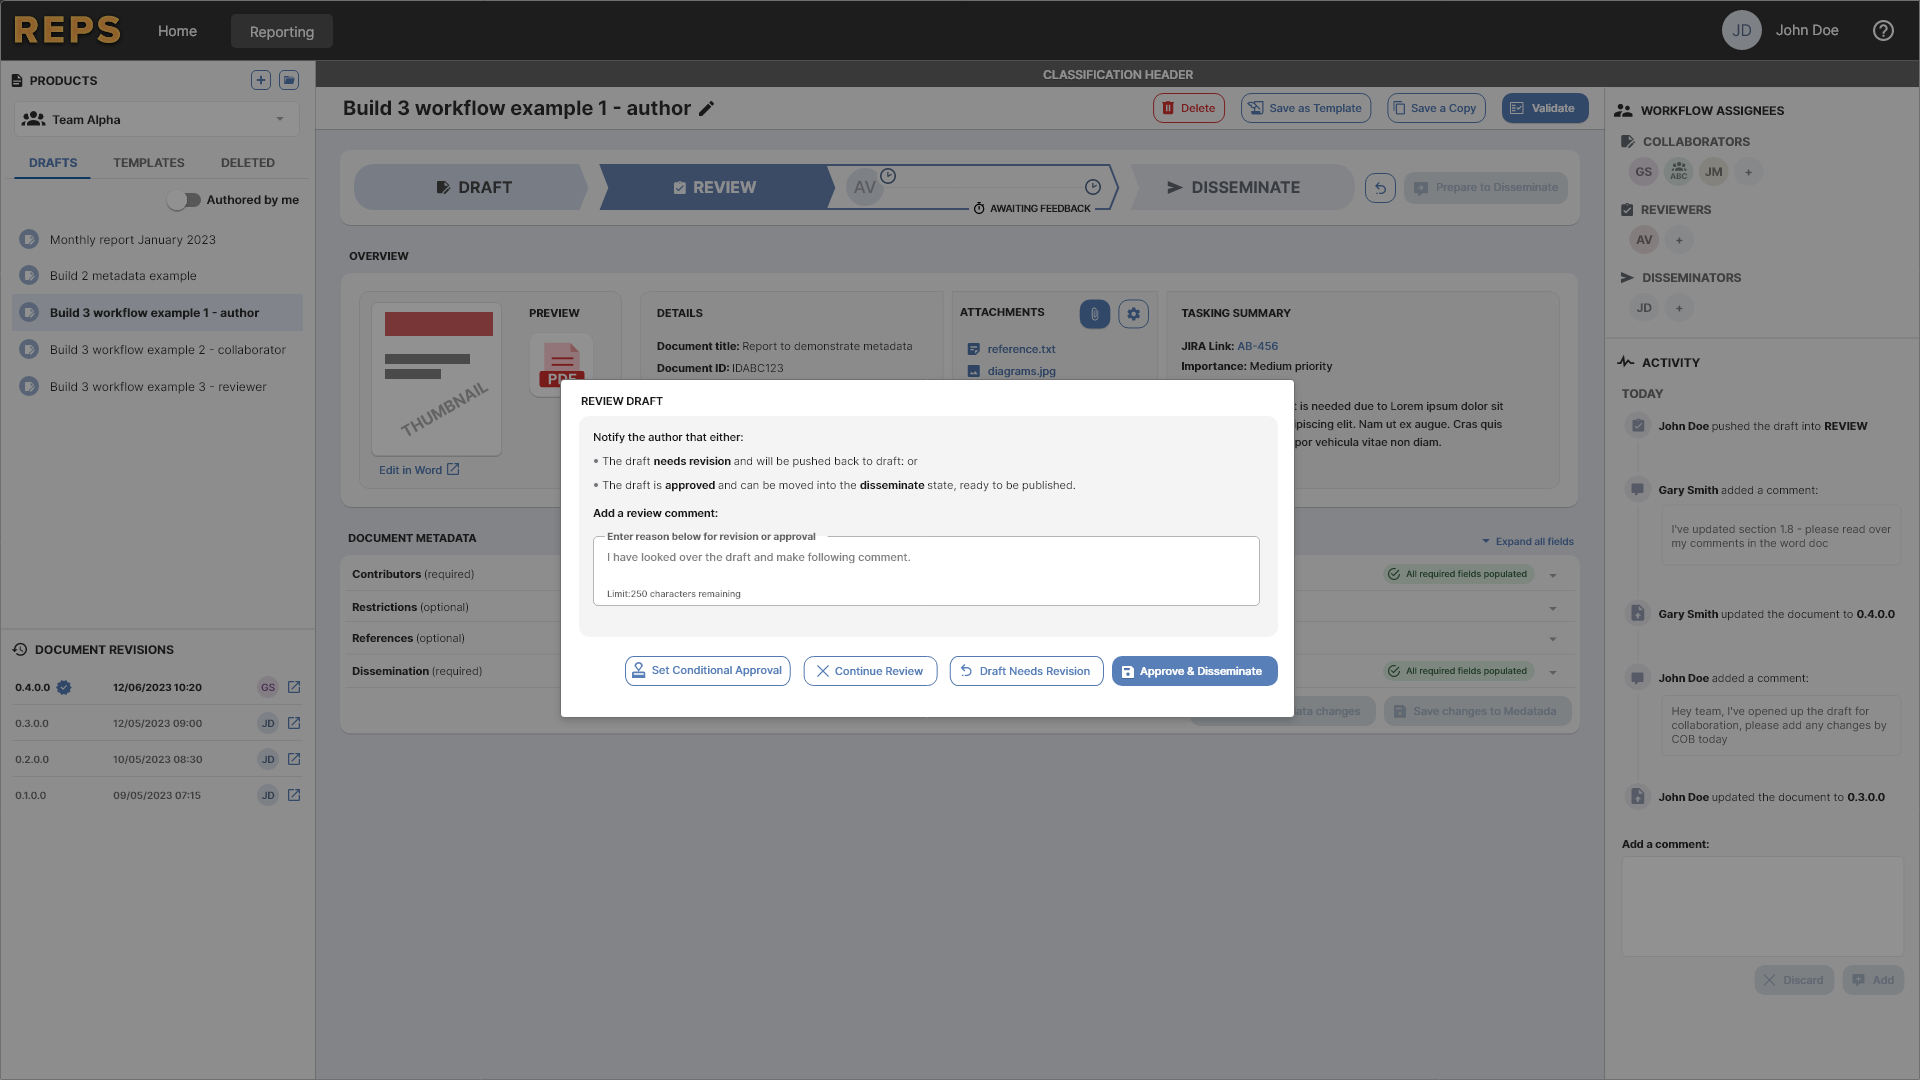 REPS
Home
Reporting
JD
John Doe
PRODUCTS
Team Alpha
DRAFTS
TEMPLATES
DELETED
Authored by me
Monthly report January 2023
Build 2 metadata example
Build 3 workflow example 1 - author
Build 3 workflow example 2 - collaborator
Build 3 workflow example 3 - reviewer
DOCUMENT REVISIONS
0.4.0.0 12/06/2023 10:20 GS
0.3.0.0 12/05/2023 09:00 JD
0.2.0.0 10/05/2023 08:30 JD
0.1.0.0 09/05/2023 07:15 JD
CLASSIFICATION HEADER
Build 3 workflow example 1 - author
Delete
Save as Template
Save a Copy
Validate
DRAFT
REVIEW
AV
AWAITING FEEDBACK
DISSEMINATE
Prepare to Disseminate
OVERVIEW
THUMBNAIL
Edit in Word
PREVIEW
PDF
DETAILS
Document title: Report to demonstrate metadata
Document ID: IDABC123
ATTACHMENTS
reference.txt
diagrams.jpg
TASKING SUMMARY
JIRA Link: AB-456
Importance: Medium priority
t is needed due to Lorem ipsum dolor sit
piscing elit. Nam ut ex augue. Cras quis
por vehicula vitae non diam.
REVIEW DRAFT
Notify the author that either:
• The draft needs revision and will be pushed back to draft: or
• The draft is approved and can be moved into the disseminate state, ready to be published.
Add a review comment:
Enter reason below for revision or approval
I have looked over the draft and make following comment.
Limit:250 characters remaining
Set Conditional Approval
Continue Review
Draft Needs Revision
Approve & Disseminate
DOCUMENT METADATA
Expand all fields
Contributors (required)
All required fields populated
Restrictions (optional)
References (optional)
Dissemination (required)
All required fields populated
ata changes
Save changes to Medatada
WORKFLOW ASSIGNEES
COLLABORATORS
GS
ABC
JM
+
REVIEWERS
AV
+
DISSEMINATORS
JD
+
ACTIVITY
TODAY
John Doe pushed the draft into REVIEW
Gary Smith added a comment:
I've updated section 1.8 - please read over
my comments in the word doc
Gary Smith updated the document to 0.4.0.0
John Doe added a comment:
Hey team, I've opened up the draft for
collaboration, please add any changes by
COB today
John Doe updated the document to 0.3.0.0
Add a comment:
Discard
Add